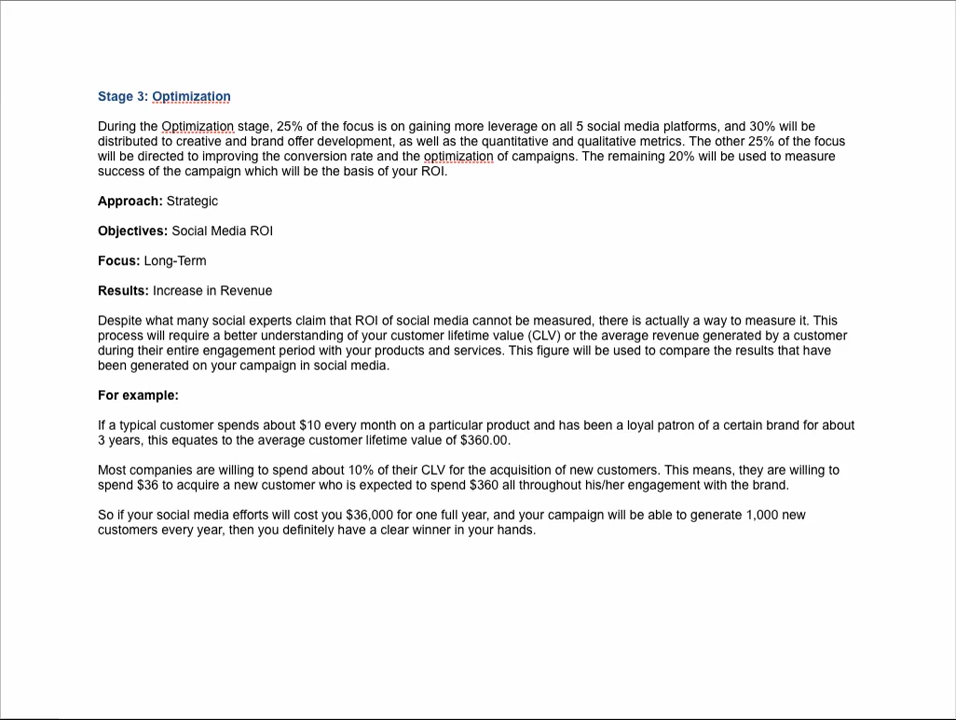 Stage 3: Optimization
During the Optimization stage, 25% of the focus is on gaining more leverage on all 5 social media platforms, and 30% will be
distributed to creative and brand offer development, as well as the quantitative and qualitative metrics. The other 25% of the focus
will be directed to improving the conversion rate and the optimization of campaigns. The remaining 20% will be used to measure
success of the campaign which will be the basis of your ROI.
Approach: Strategic
Objectives: Social Media ROI
Focus: Long-Term
Results: Increase in Revenue
Despite what many social experts claim that ROI of social media cannot be measured, there is actually a way to measure it. This
process will require a better understanding of your customer lifetime value (CLV) or the average revenue generated by a customer
during their entire engagement period with your products and services. This figure will be used to compare the results that have
been generated on your campaign in social media.
For example:
If a typical customer spends about $10 every month on a particular product and has been a loyal patron of a certain brand for about
3 years, this equates to the average customer lifetime value of $360.00.
Most companies are willing to spend about 10% of their CLV for the acquisition of new customers. This means, they are willing to
spend $36 to acquire a new customer who is expected to spend $360 all throughout his/her engagement with the brand.
So if your social media efforts will cost you $36,000 for one full year, and your campaign will be able to generate 1,000 new
customers every year, then you definitely have a clear winner in your hands.